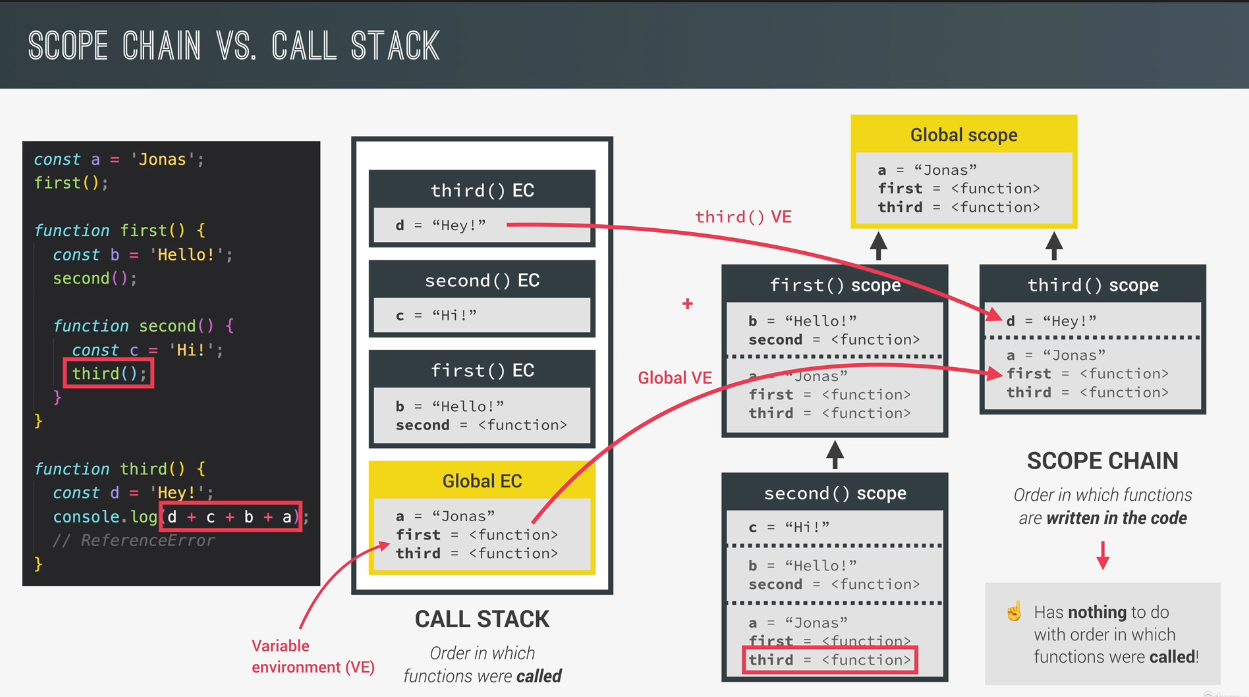 SCOPE CHAIN VS. CALL STACK
const a = 'Jonas';
first();
function first() {
const b = 'Hello!';
second();
function second() {
const c = 'Hi!';
third();
}
}
function third() {
const d = 'Hey!';
console.log(d + c + b + a);
// ReferenceError
}
third() EC
d = “Hey!”
second() EC
c = “Hi!”
first() EC
b = “Hello!”
second = <function>
Global EC
a = “Jonas”
first = <function>
third = <function>
Variable
environment (VE)
CALL STACK
Order in which
functions were called
+
third() VE
Global VE
Global scope
a = “Jonas”
first = <function>
third = <function>
first() scope
b = “Hello!”
second = <function>
a = “Jonas”
first = <function>
third = <function>
second() scope
c = “Hi!”
b = “Hello!”
second = <function>
a = “Jonas”
first = <function>
third = <function>
third() scope
d = “Hey!”
a = “Jonas”
first = <function>
third = <function>
SCOPE CHAIN
Order in which functions
are written in the code
☝ Has nothing to do
with order in which
functions were called!